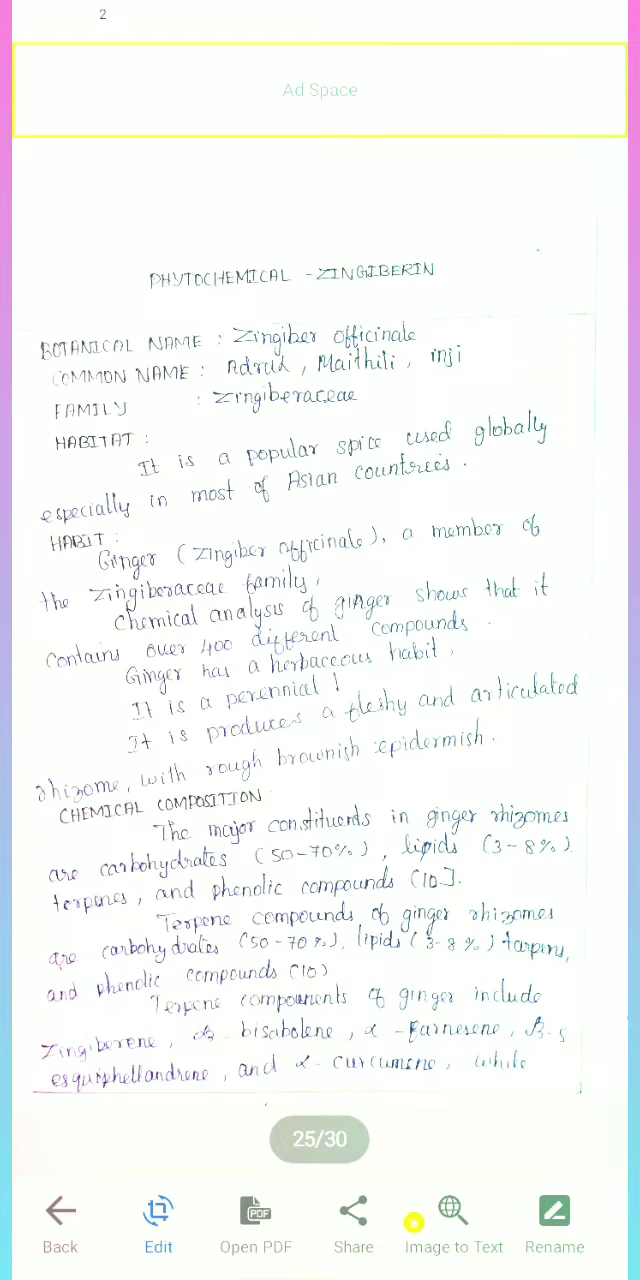 2
Ad Space
PHYTOCHEMICAL - ZINGIBERIN
BOTANICAL NAME : Zingiber officinale
COMMON NAME : Adrak, Maithili, inji
FAMILY : Zingiberaceae
HABITAT :
It is a popular spice used globally
especially in most of Asian countries.
HABIT :
Ginger (Zingiber officinale), a member of
the Zingiberaceae family,
Chemical analysis of ginger shows that it
contains over 400 different compounds.
Ginger has a herbaceous habit.
It is a perennial!
It is produces a fleshy and articulated
rhizome, with rough brownish epidermish.
CHEMICAL COMPOSITION
The major constituents in ginger rhizomes
are carbohydrates (50-70%), lipids (3-8%)
terpenes, and phenolic compounds (10].
Terpene compounds of ginger rhizomes
are carbohydrates (50-70%), lipids (3-8%) tarpens,
and phenolic compounds (10)
Terpene components of ginger include
Zingiberene, β- bisabolene, α-farnesene, β-s
esquiphellandrene, and α-curcumene, while
25/30
Back
Edit
Open PDF
Share
Image to Text
Rename